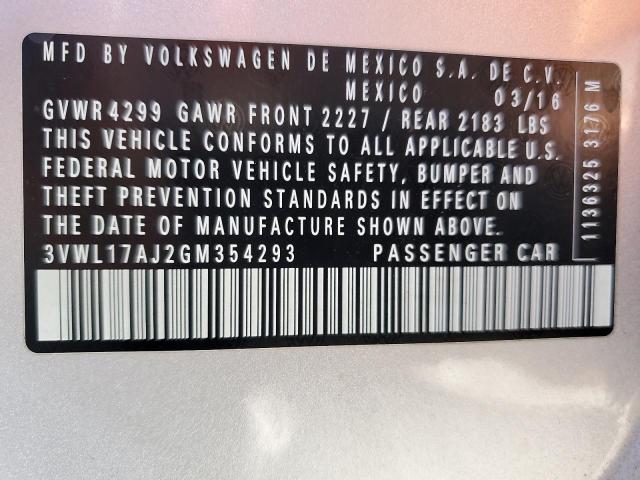 MFD BY VOLKSWAGEN DE MEXICO S.A. DE C.V.
MEXICO 03/16
GVWR 4299 GAWR FRONT 2227 / REAR 2183 LBS
THIS VEHICLE CONFORMS TO ALL APPLICABLE U.S.
FEDERAL MOTOR VEHICLE SAFETY, BUMPER AND
THEFT PREVENTION STANDARDS IN EFFECT ON
THE DATE OF MANUFACTURE SHOWN ABOVE.
3VWL17AJ2GM354293 PASSENGER CAR
1136325 3176 M